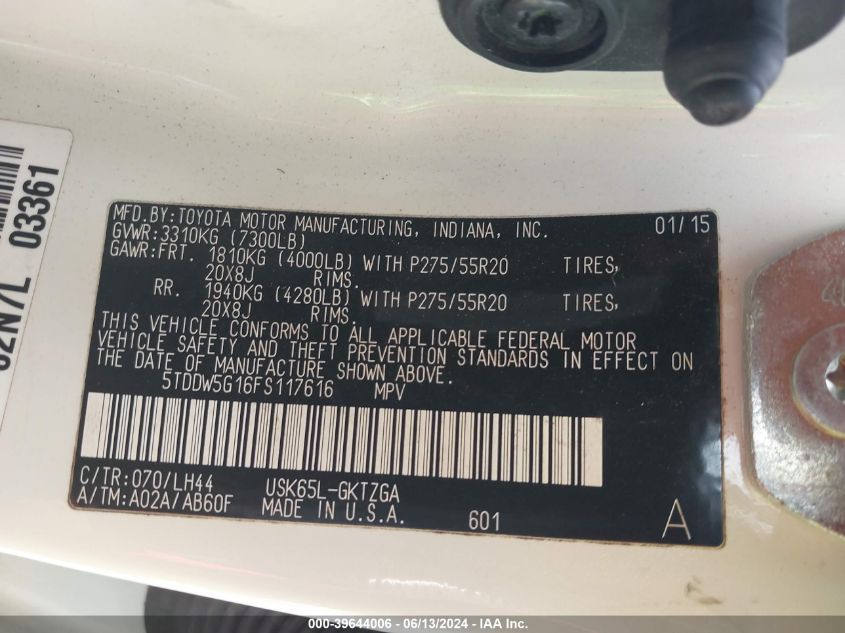 02N7L 03361
MFD.BY:TOYOTA MOTOR MANUFACTURING, INDIANA, INC. 01/15
GVWR:3310KG (7300LB)
GAWR:FRT. 1810KG (4000LB) WITH P275/55R20 TIRES,
20X8J RIMS.
RR. 1940KG (4280LB) WITH P275/55R20 TIRES,
20X8J RIMS.
THIS VEHICLE CONFORMS TO ALL APPLICABLE FEDERAL MOTOR
VEHICLE SAFETY AND THEFT PREVENTION STANDARDS IN EFFECT ON
THE DATE OF MANUFACTURE SHOWN ABOVE.
5TDDW5G16FS117616 MPV
C/TR:070/LH44 USK65L-GKTZGA
A/TM:A02A/AB60F MADE IN U.S.A. 601 A
000-39644006 - 06/13/2024 - IAA Inc.